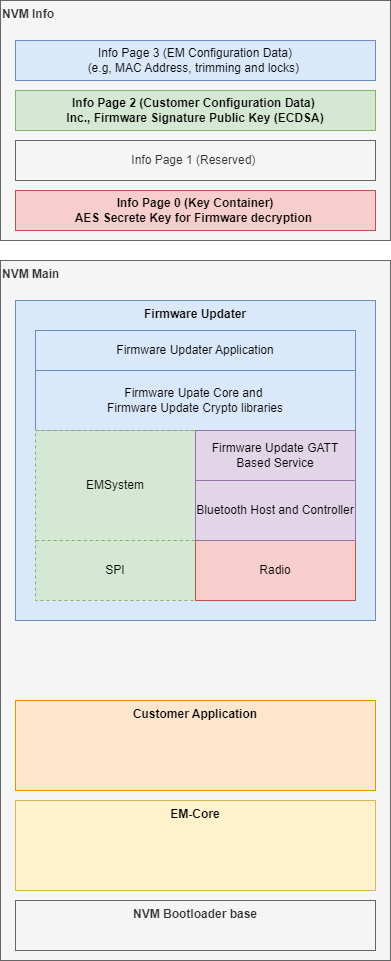 NVM Info
Info Page 3 (EM Configuration Data)
(e.g, MAC Address, trimming and locks)
Info Page 2 (Customer Configuration Data)
Inc., Firmware Signature Public Key (ECDSA)
Info Page 1 (Reserved)
Info Page 0 (Key Container)
AES Secrete Key for Firmware decryption
NVM Main
Firmware Updater
Firmware Updater Application
Firmware Upate Core and
Firmware Update Crypto libraries
EMSystem
Firmware Update GATT
Based Service
Bluetooth Host and Controller
SPI
Radio
Customer Application
EM-Core
NVM Bootloader base